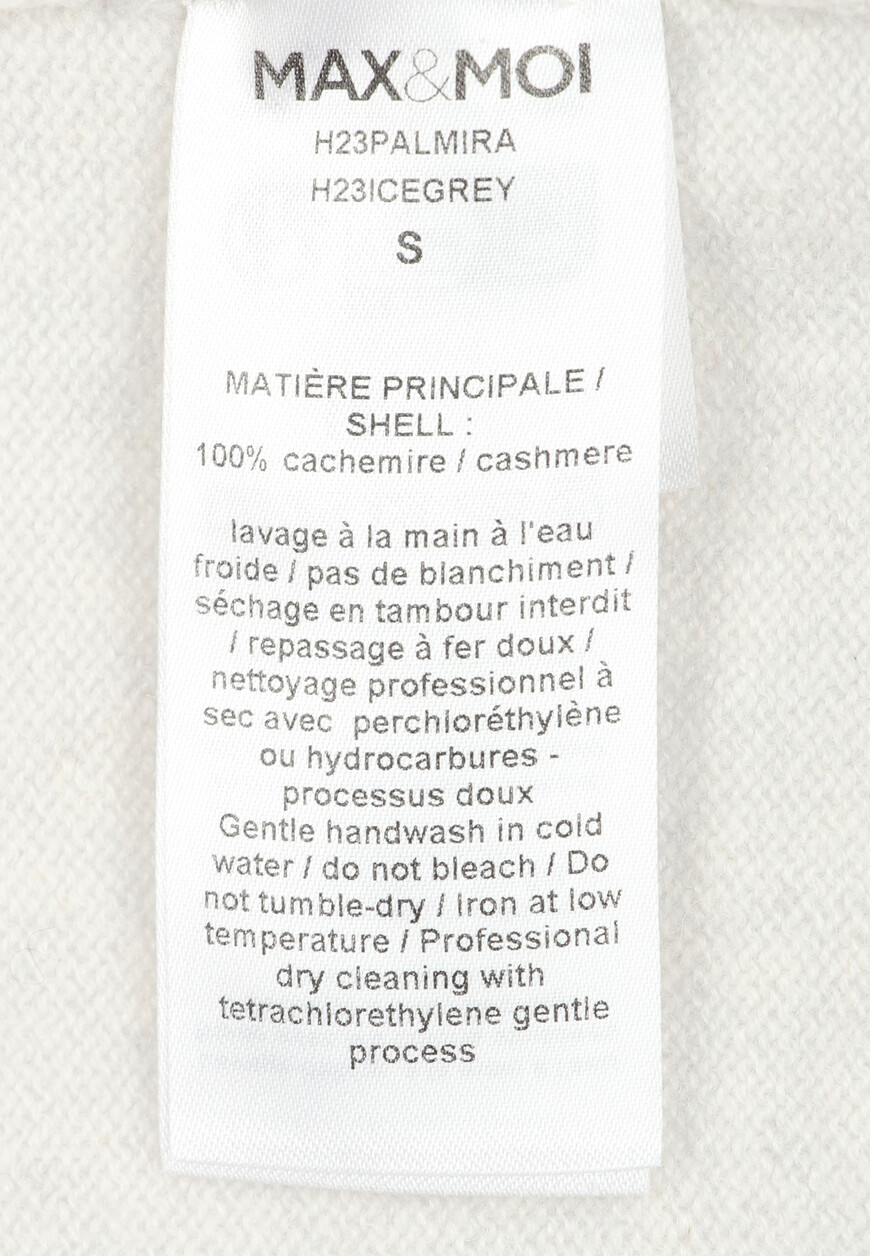 MAX&MOI
H23PALMIRA
H23ICEGREY
S
MATIÈRE PRINCIPALE /
SHELL :
100% cachemire / cashmere
lavage à la main à l'eau
froide / pas de blanchiment /
séchage en tambour interdit
/ repassage à fer doux /
nettoyage professionnel à
sec avec perchloréthylène
ou hydrocarbures -
processus doux
Gentle handwash in cold
water / do not bleach / Do
not tumble-dry / Iron at low
temperature / Professional
dry cleaning with
tetrachlorethylene gentle
process